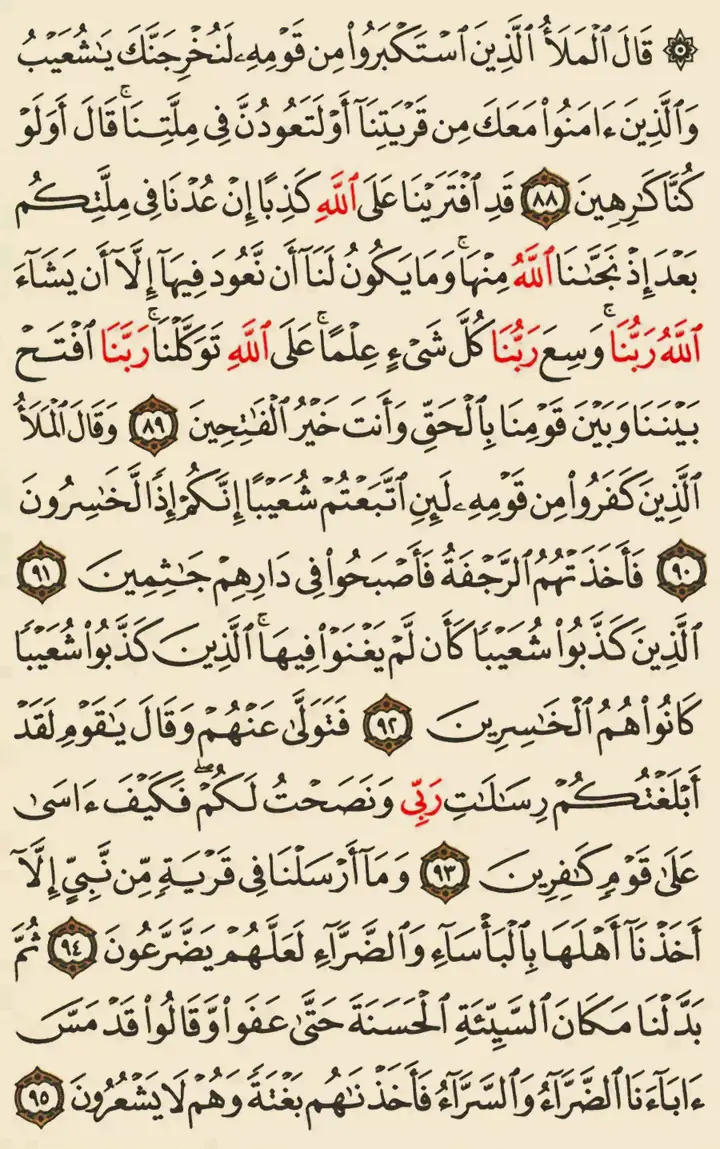 ۞ قَالَ ٱلْمَلَأُ ٱلَّذِينَ ٱسْتَكْبَرُوا۟ مِن قَوْمِهِۦ لَنُخْرِجَنَّكَ يَـٰشُعَيْبُ
وَٱلَّذِينَ ءَامَنُوا۟ مَعَكَ مِن قَرْيَتِنَآ أَوْ لَتَعُودُنَّ فِى مِلَّتِنَا ۚ قَالَ أَوَلَوْ
كُنَّا كَـٰرِهِينَ ٨٨ قَدِ ٱفْتَرَيْنَا عَلَى ٱللَّهِ كَذِبًا إِنْ عُدْنَا فِى مِلَّتِكُم
بَعْدَ إِذْ نَجَّىٰنَا ٱللَّهُ مِنْهَا ۚ وَمَا يَكُونُ لَنَآ أَن نَّعُودَ فِيهَآ إِلَّآ أَن يَشَآءَ
ٱللَّهُ رَبُّنَا ۚ وَسِعَ رَبُّنَا كُلَّ شَىْءٍ عِلْمًا ۚ عَلَى ٱللَّهِ تَوَكَّلْنَا ۚ رَبَّنَا ٱفْتَحْ
بَيْنَنَا وَبَيْنَ قَوْمِنَا بِٱلْحَقِّ وَأَنتَ خَيْرُ ٱلْفَـٰتِحِينَ ٨٩ وَقَالَ ٱلْمَلَأُ
ٱلَّذِينَ كَفَرُوا۟ مِن قَوْمِهِۦ لَئِنِ ٱتَّبَعْتُمْ شُعَيْبًا إِنَّكُمْ إِذًا لَّخَـٰسِرُونَ
٩٠ فَأَخَذَتْهُمُ ٱلرَّجْفَةُ فَأَصْبَحُوا۟ فِى دَارِهِمْ جَـٰثِمِينَ ٩١
ٱلَّذِينَ كَذَّبُوا۟ شُعَيْبًا كَأَن لَّمْ يَغْنَوْا۟ فِيهَا ۚ ٱلَّذِينَ كَذَّبُوا۟ شُعَيْبًا
كَانُوا۟ هُمُ ٱلْخَـٰسِرِينَ ٩٢ فَتَوَلَّىٰ عَنْهُمْ وَقَالَ يَـٰقَوْمِ لَقَدْ
أَبْلَغْتُكُمْ رِسَـٰلَـٰتِ رَبِّى وَنَصَحْتُ لَكُمْ ۖ فَكَيْفَ ءَاسَىٰ
عَلَىٰ قَوْمٍ كَـٰفِرِينَ ٩٣ وَمَآ أَرْسَلْنَا فِى قَرْيَةٍ مِّن نَّبِىٍّ إِلَّآ
أَخَذْنَآ أَهْلَهَا بِٱلْبَأْسَآءِ وَٱلضَّرَّآءِ لَعَلَّهُمْ يَضَّرَّعُونَ ٩٤ ثُمَّ
بَدَّلْنَا مَكَانَ ٱلسَّيِّئَةِ ٱلْحَسَنَةَ حَتَّىٰ عَفَوا۟ وَّقَالُوا۟ قَدْ مَسَّ
ءَابَآءَنَا ٱلضَّرَّآءُ وَٱلسَّرَّآءُ فَأَخَذْنَـٰهُم بَغْتَةً وَهُمْ لَا يَشْعُرُونَ ٩٥